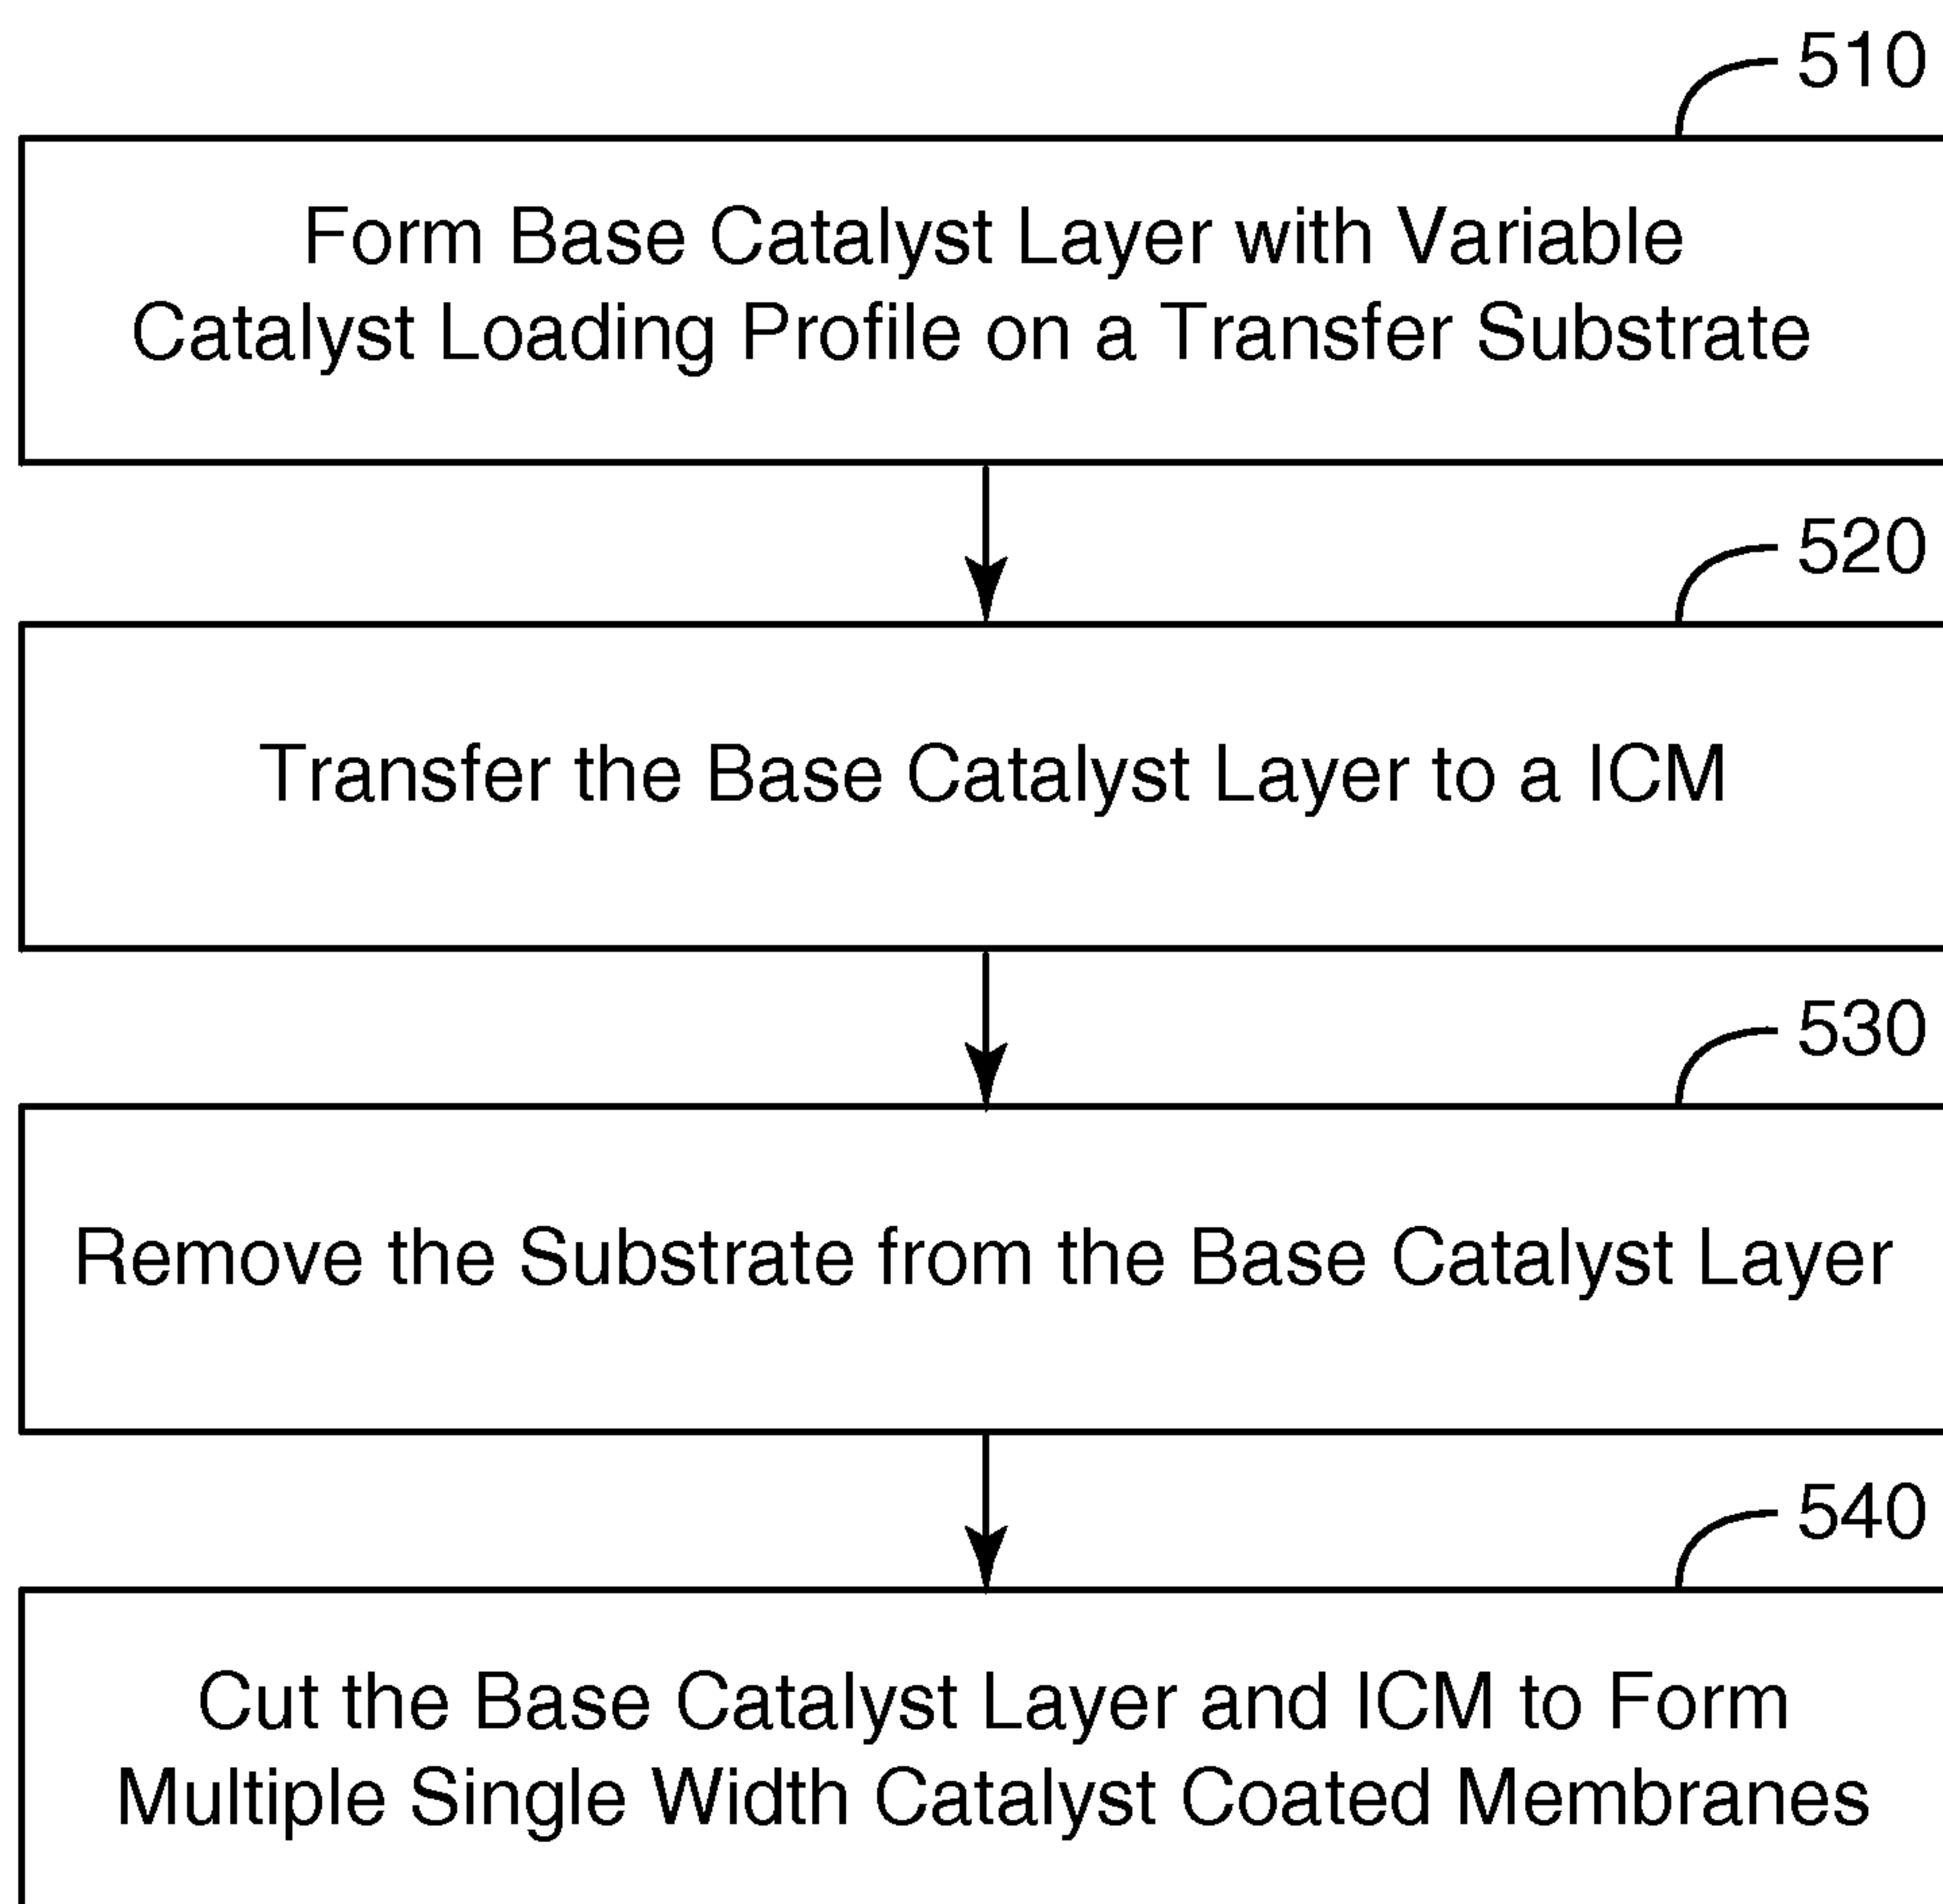 510
Form Base Catalyst Layer with Variable
Catalyst Loading Profile on a Transfer Substrate
520
Transfer the Base Catalyst Layer to a ICM
530
Remove the Substrate from the Base Catalyst Layer
540
Cut the Base Catalyst Layer and ICM to Form
Multiple Single Width Catalyst Coated Membranes